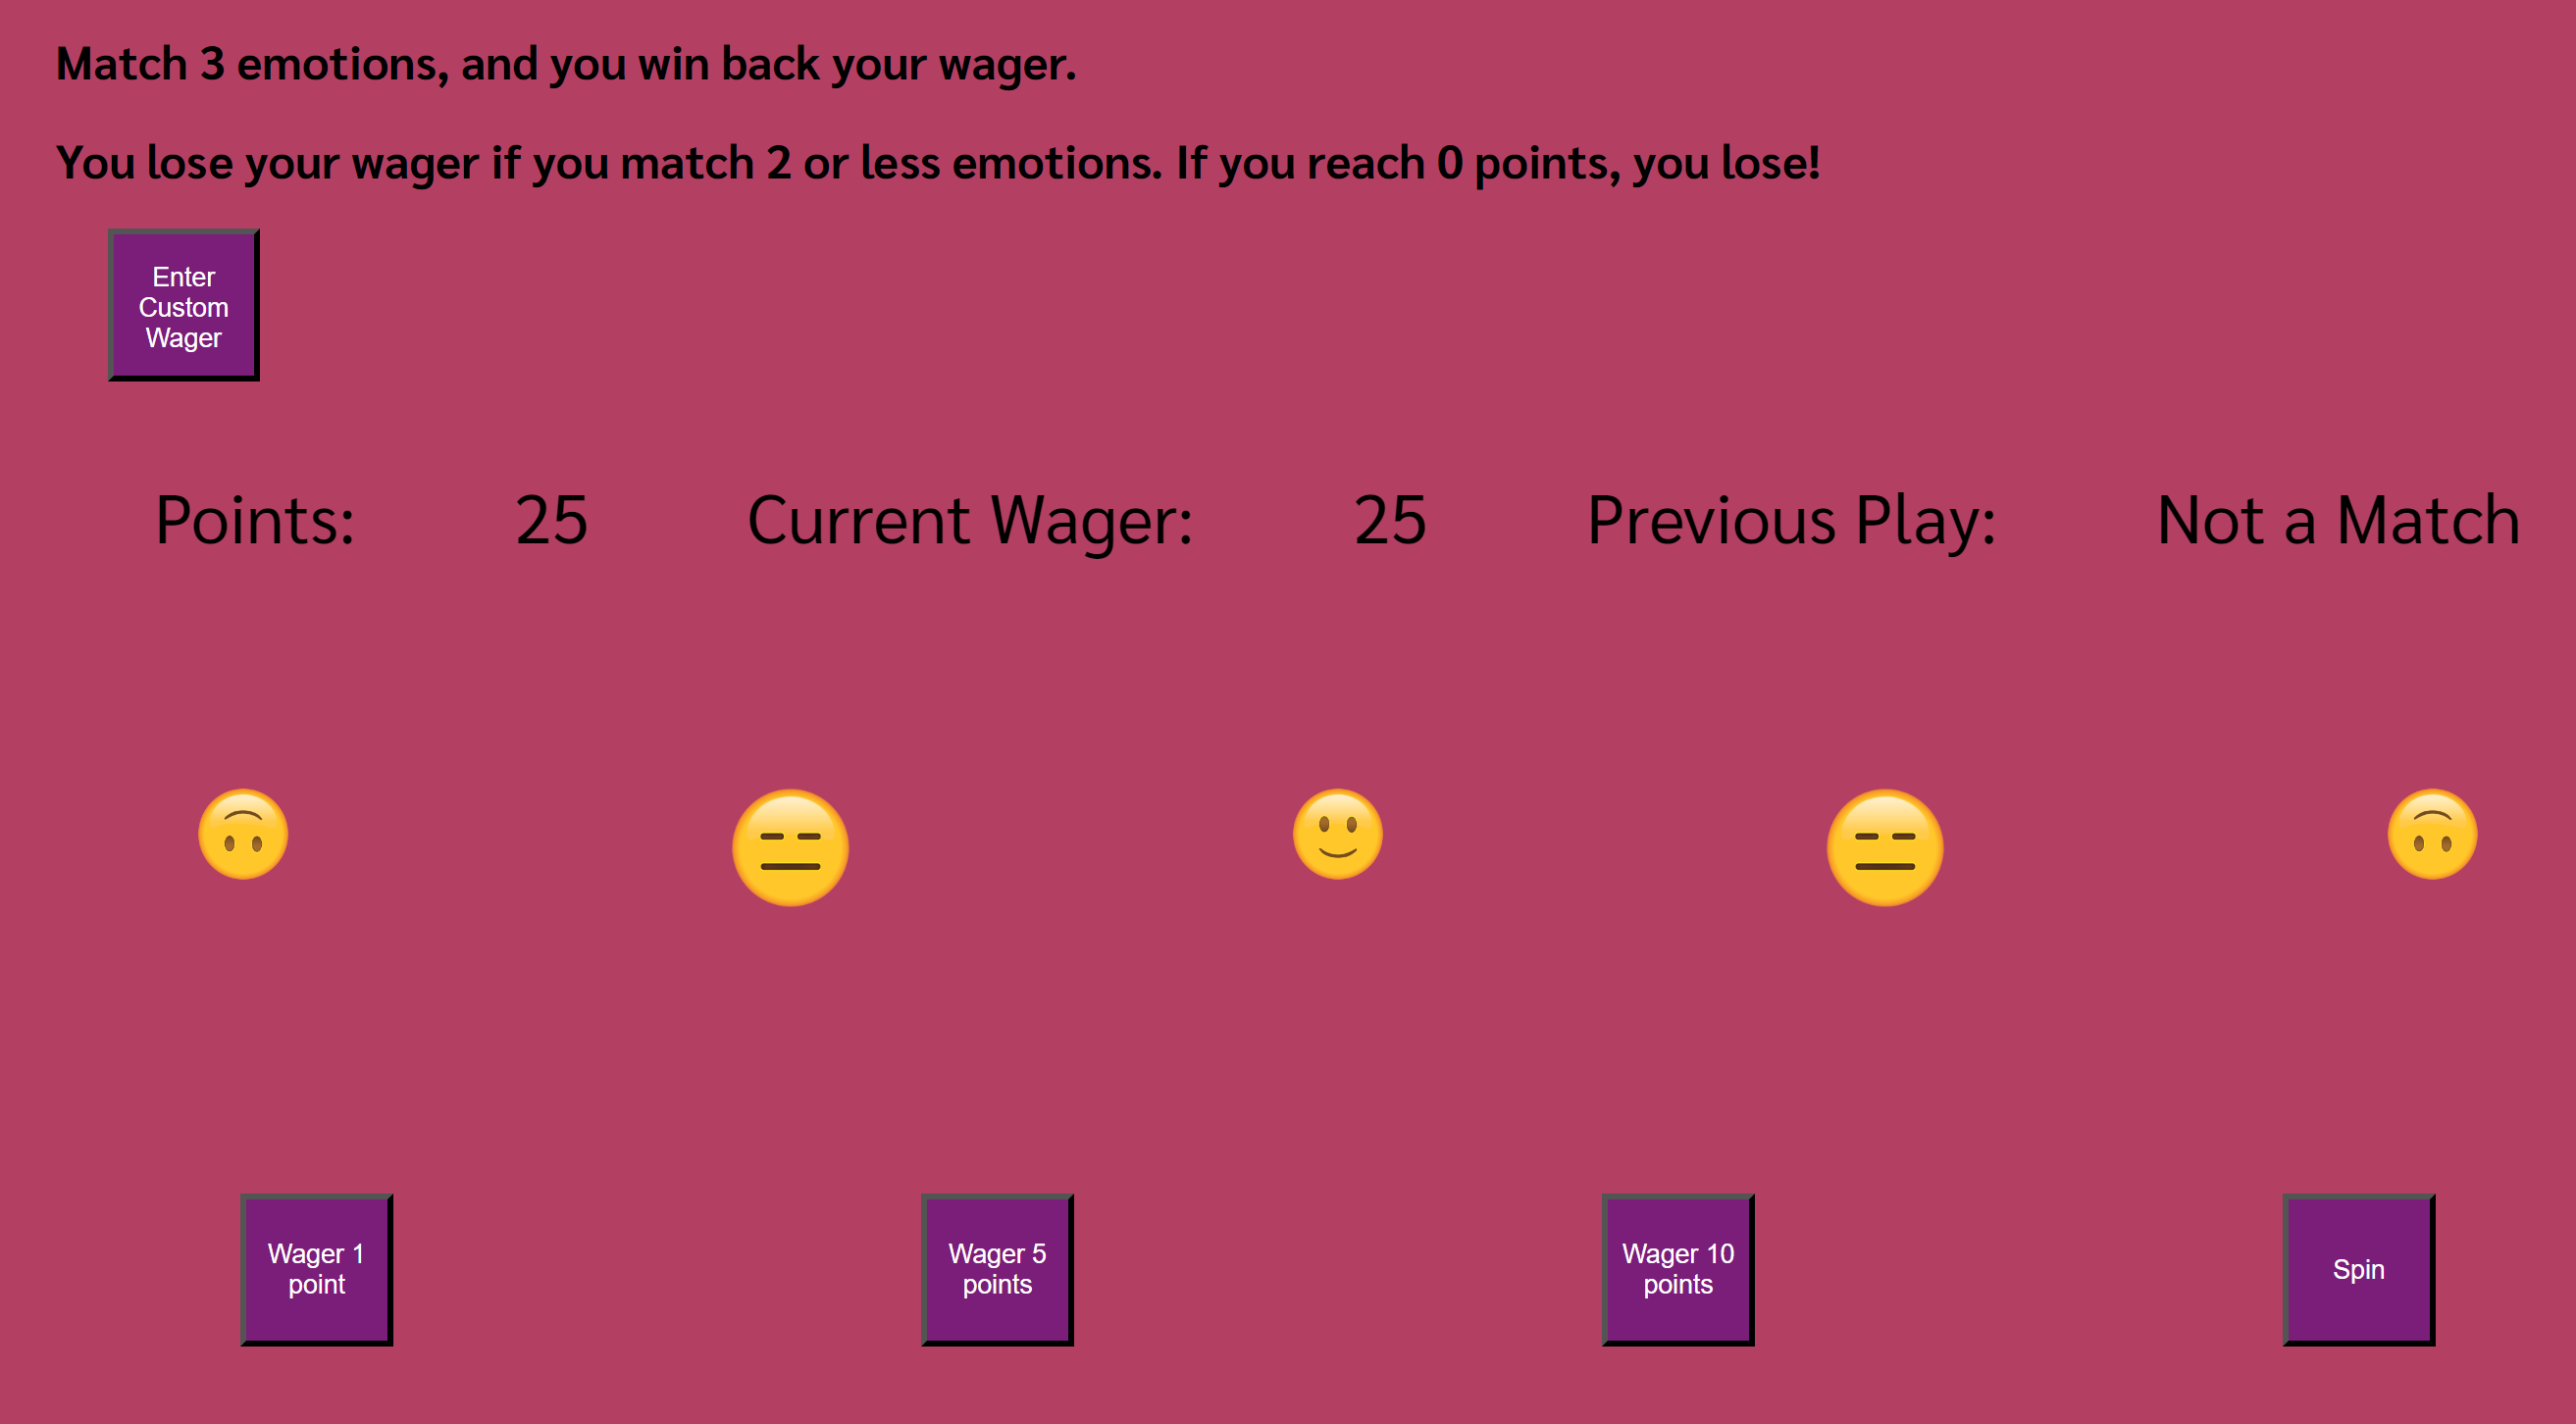 Match 3 emotions, and you win back your wager.
You lose your wager if you match 2 or less emotions. If you reach 0 points, you lose!
Enter
Custom
Wager
Points: 25 Current Wager: 25 Previous Play: Not a Match
Wager 1
point
Wager 5
points
Wager 10
points
Spin